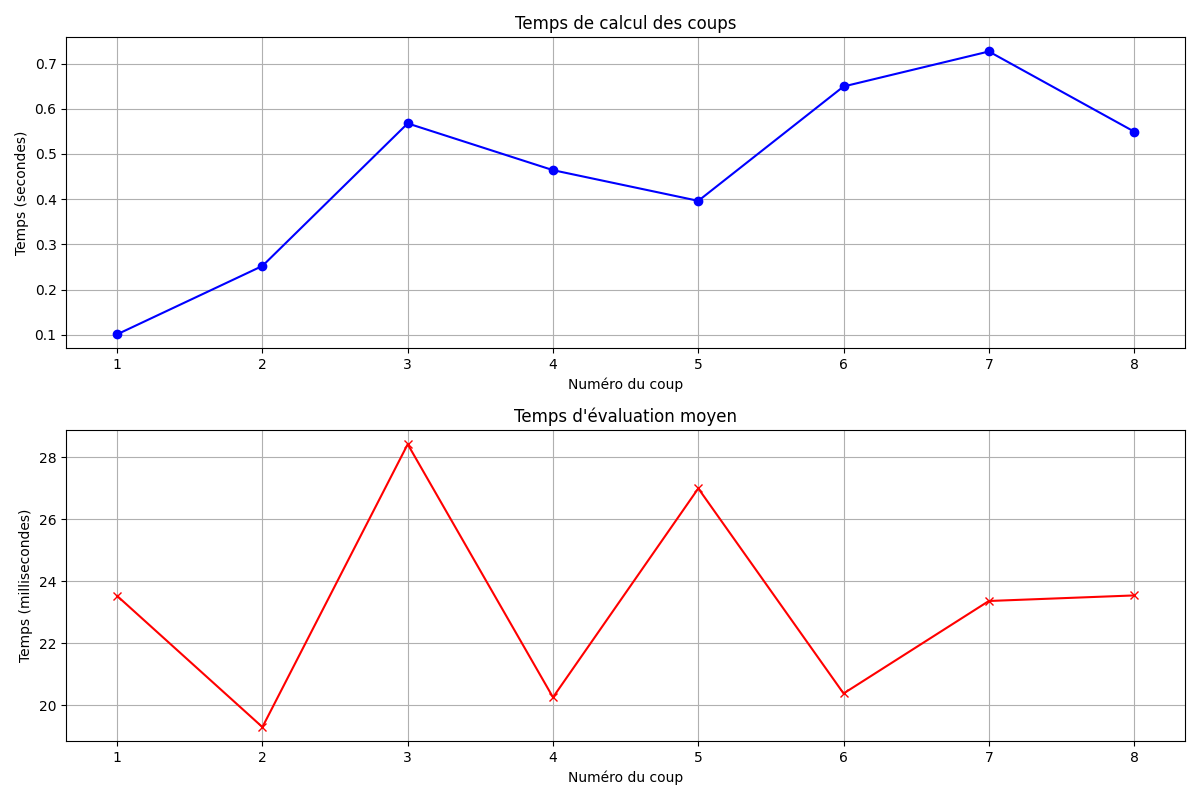 Temps de calcul des coups
Temps (secondes)
0.7
0.6
0.5
0.4
0.3
0.2
0.1
1 2 3 4 5 6 7 8
Numéro du coup
Temps d'évaluation moyen
Temps (millisecondes)
28
26
24
22
20
1 2 3 4 5 6 7 8
Numéro du coup